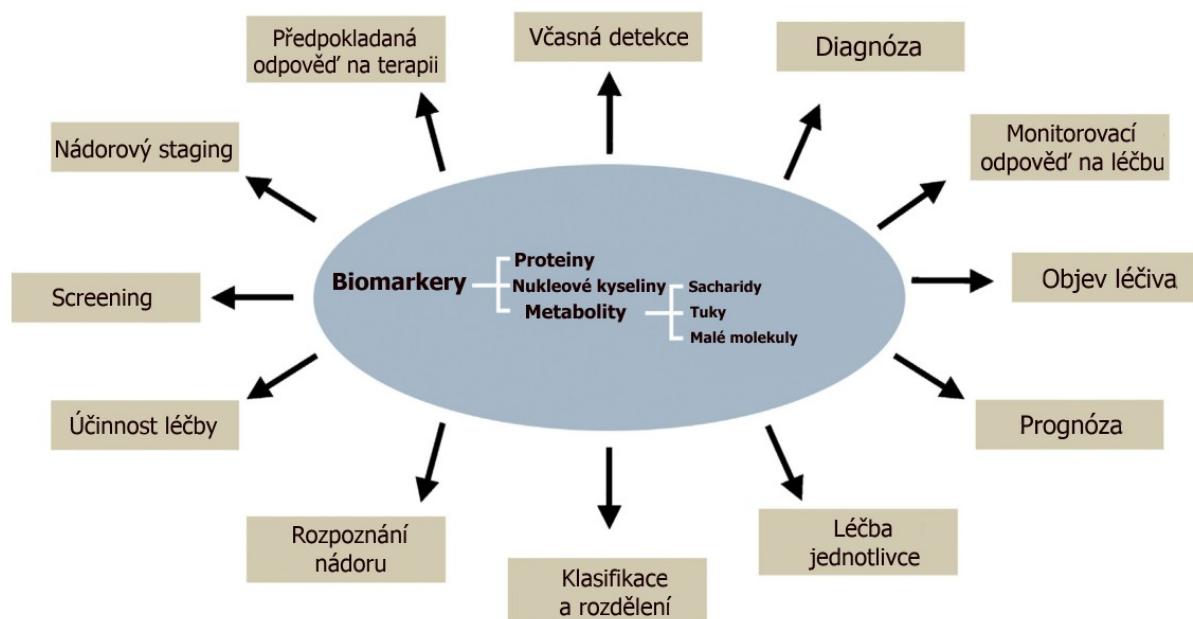 Včasná detekce
Diagnóza
Monitorovací
odpověď na léčbu
Objev léčiva
Prognóza
Léčba
jednotlivce
Klasifikace
a rozdělení
Rozpoznání
nádoru
Účinnost léčby
Screening
Nádorový staging
Předpokladaná
odpověď na terapii
Biomarkery
Proteiny
Nukleové kyseliny
Metabolity
Sacharidy
Tuky
Malé molekuly